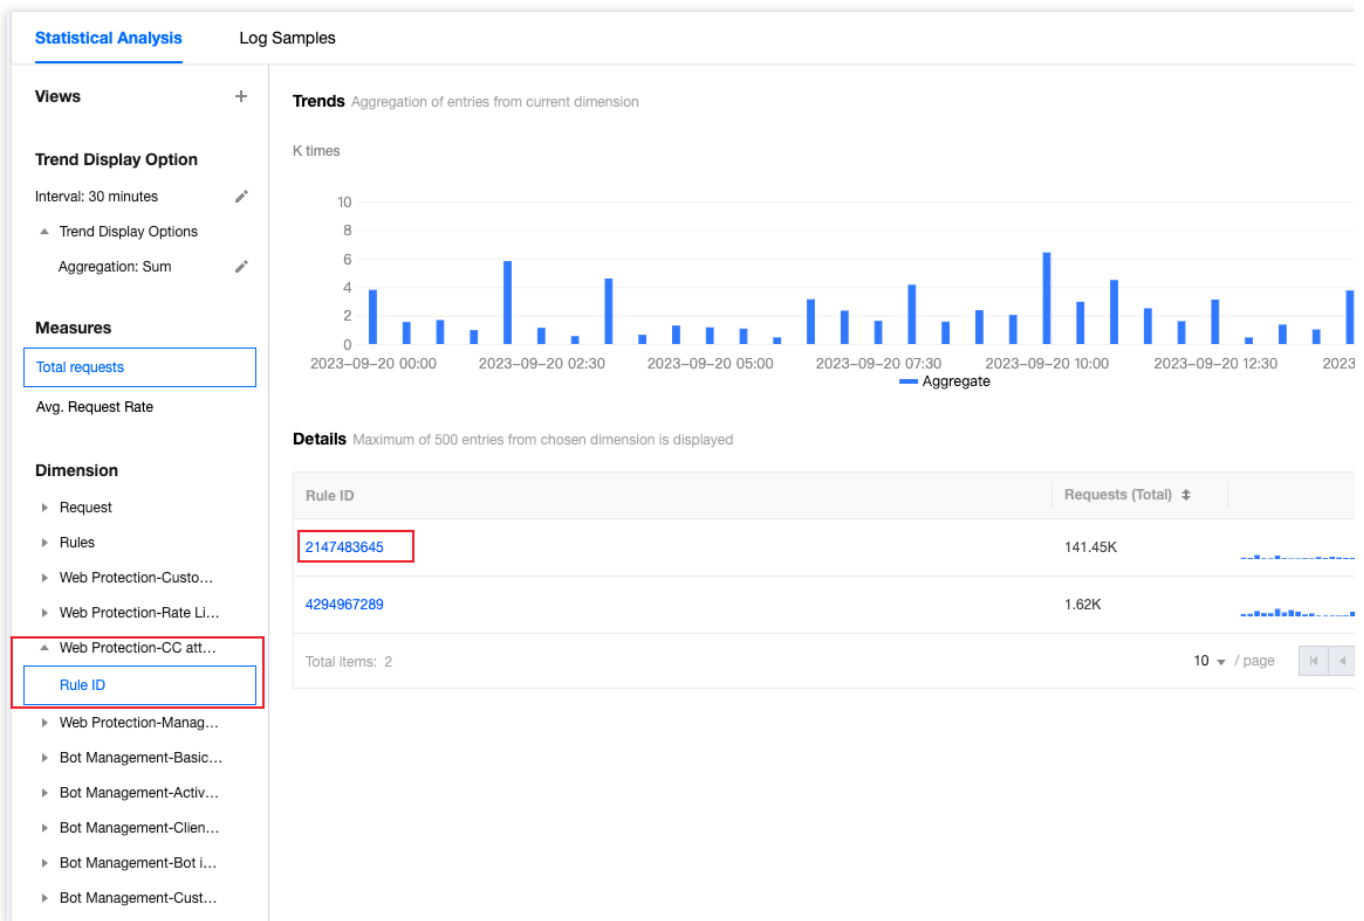 Statistical Analysis
Log Samples
Views
Trend Display Option
Interval: 30 minutes
Trend Display Options
Aggregation: Sum
Measures
Total requests
Avg. Request Rate
Dimension
Request
Rules
Web Protection-Custo...
Web Protection-Rate Li...
Web Protection-CC att...
Rule ID
Web Protection-Manag...
Bot Management-Basic...
Bot Management-Activ...
Bot Management-Clien...
Bot Management-Bot i...
Bot Management-Cust...
Trends Aggregation of entries from current dimension
K times
10
8
6
4
2
0
2023-09-20 00:00 2023-09-20 02:30 2023-09-20 05:00 2023-09-20 07:30 2023-09-20 10:00 2023-09-20 12:30 2023
Aggregate
Details Maximum of 500 entries from chosen dimension is displayed
Rule ID Requests (Total)
2147483645 141.45K
4294967289 1.62K
Total items: 2 10 / page